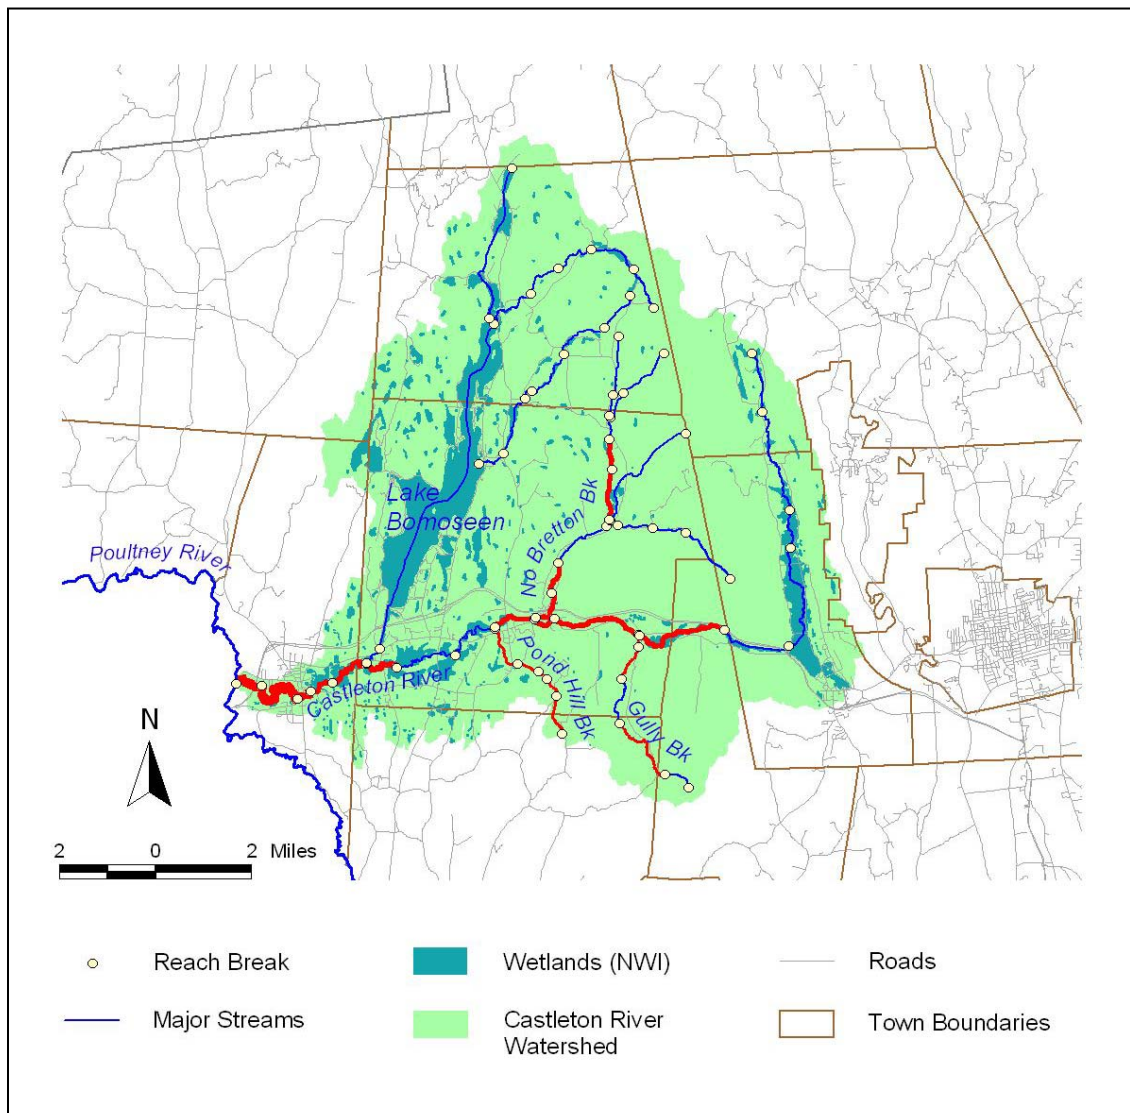 Lake
Bomoseen
Poultney River
No Bretton Bk
Pond Hill Bk
Castleton River
Gully Bk
N
2 0 2 Miles
Reach Break
Wetlands (NWI)
Roads
Major Streams
Castleton River
Watershed
Town Boundaries